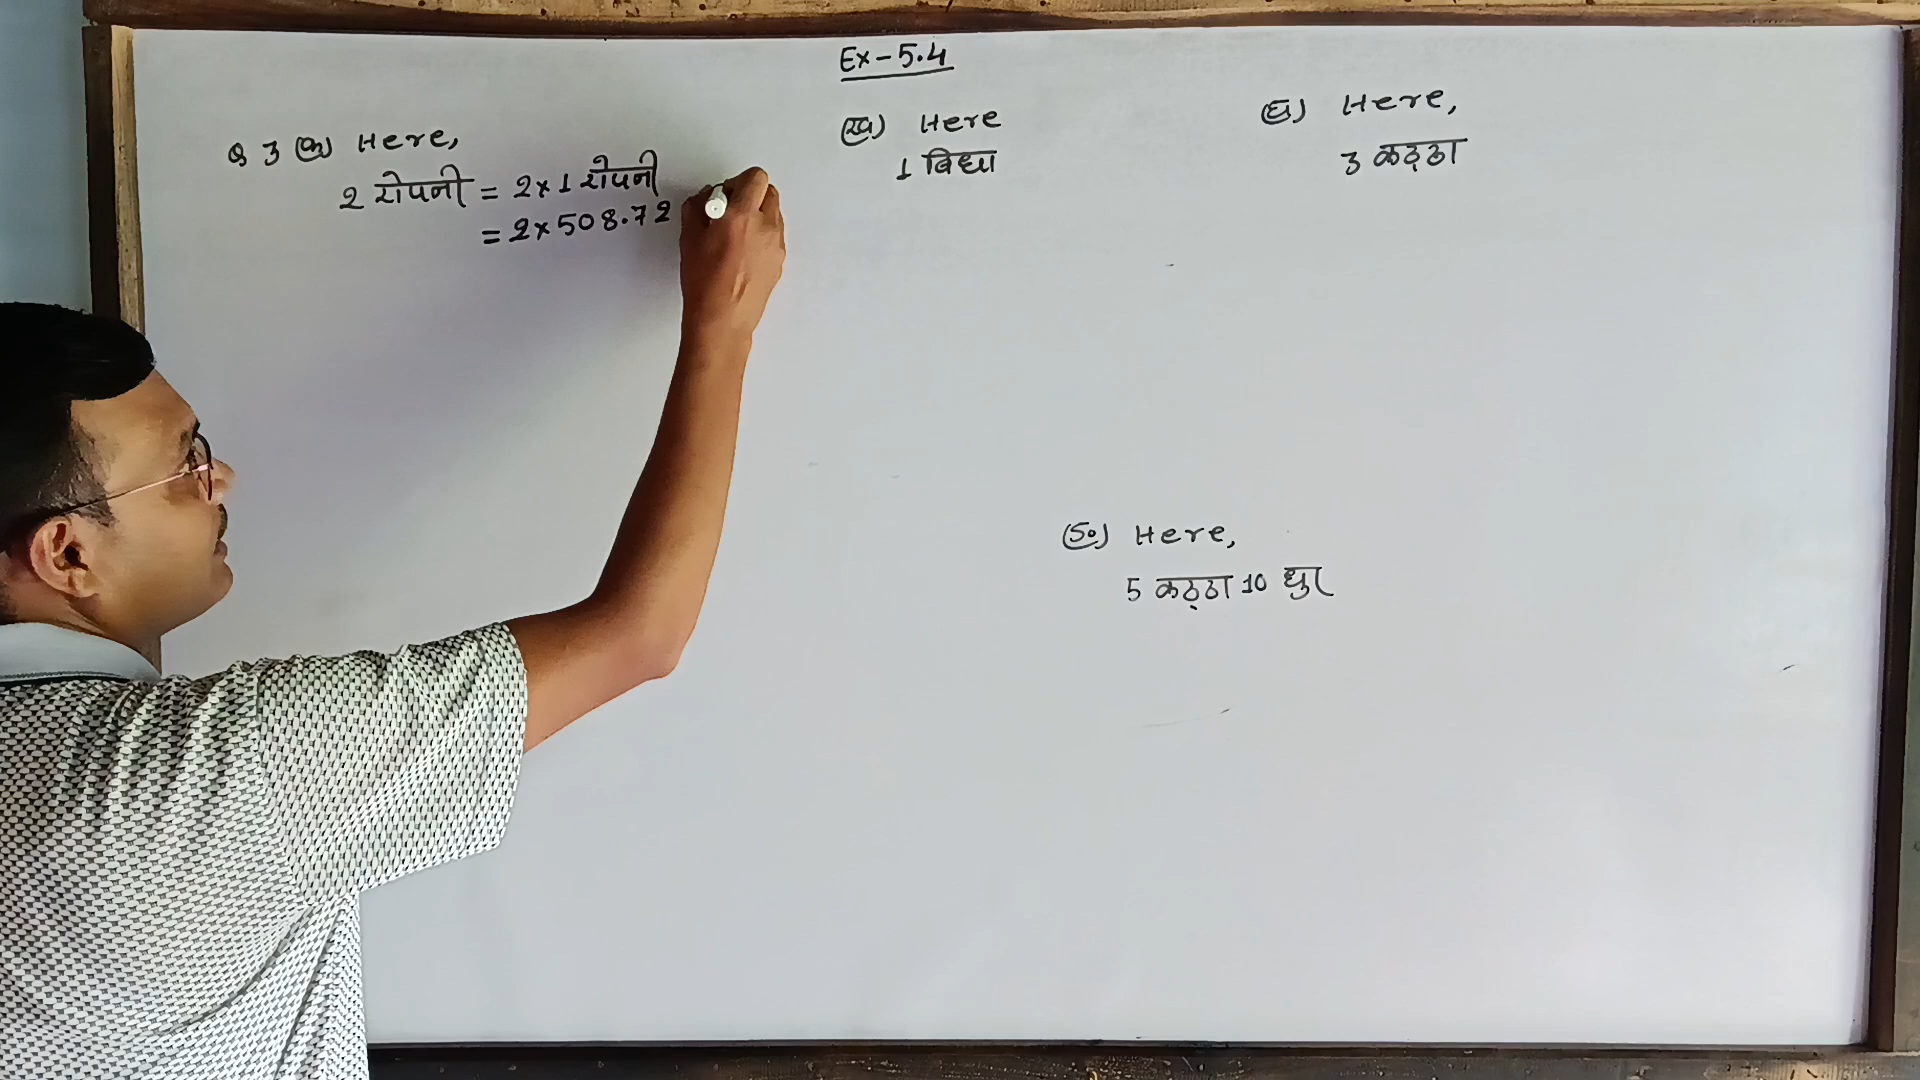 Ex-5.4
Q 3 (क) Here,
2 रोपनी = 2×1 रोपनी
= 2×508.72
(ख) Here
1 बिघा
(घ) Here,
3 कठ्ठा
(ङ) Here,
5 कठ्ठा 10 धुर